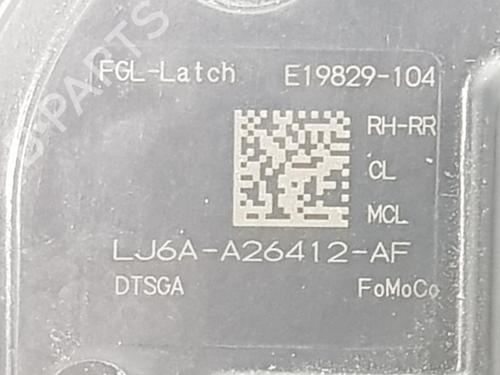 B-PARTS
FGL-Latch E19829-104
RH-RR
CL
MCL
LJ6A-A26412-AF
DTSGA FoMoCo